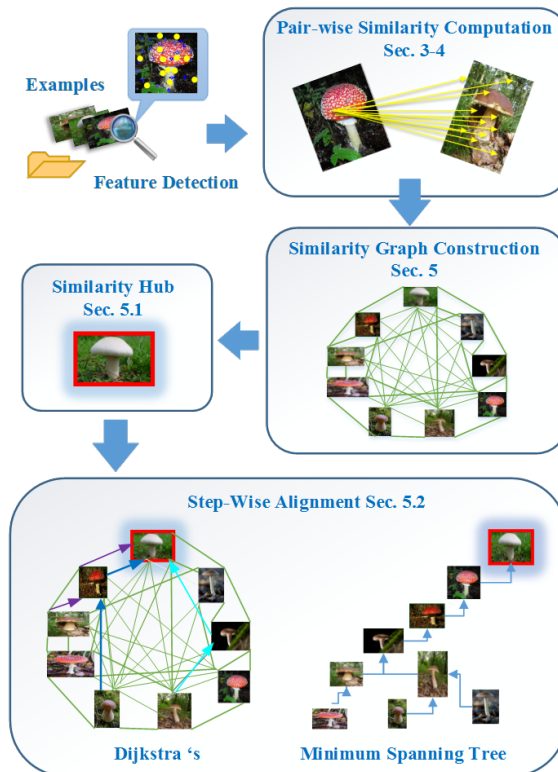 Examples
Feature Detection
Pair-wise Similarity Computation
Sec. 3-4
Similarity Graph Construction
Sec. 5
Similarity Hub
Sec. 5.1
Step-Wise Alignment Sec. 5.2
Dijkstra ‘s
Minimum Spanning Tree